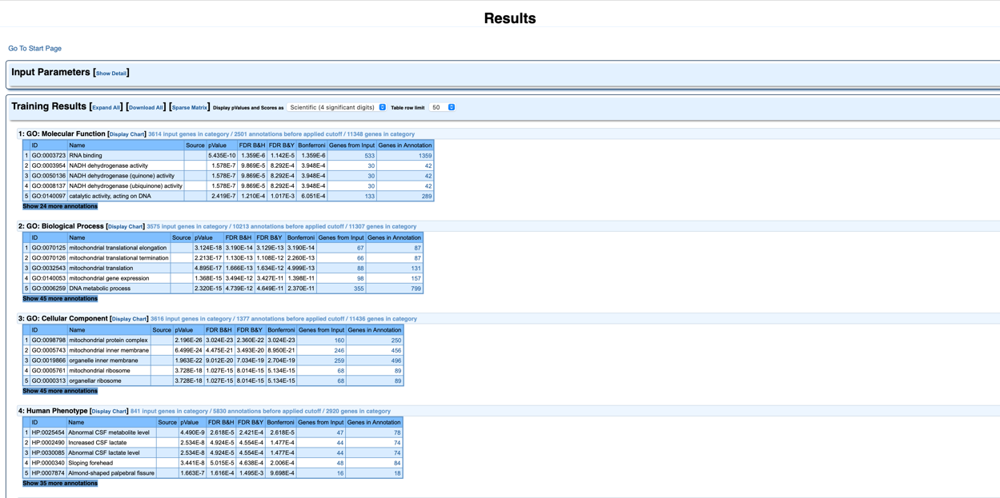 Results
Go To Start Page
Input Parameters [Show Detail]
Training Results [Expand All] [Download All] [Sparse Matrix] Display pValues and Scores as Scientific (4 significant digits) Table row limit 50
1: GO: Molecular Function [Display Chart] 3614 input genes in category / 2501 annotations before applied cutoff / 11348 genes in category
ID Name Source pValue FDR B&H FDR B&Y Bonferroni Genes from Input Genes in Annotation
1 GO:0003723 RNA binding 5.435E-10 1.359E-6 1.142E-5 1.359E-6 533 1359
2 GO:0003954 NADH dehydrogenase activity 1.578E-7 9.869E-5 8.292E-4 3.948E-4 30 42
3 GO:0050136 NADH dehydrogenase (quinone) activity 1.578E-7 9.869E-5 8.292E-4 3.948E-4 30 42
4 GO:0008137 NADH dehydrogenase (ubiquinone) activity 1.578E-7 9.869E-5 8.292E-4 3.948E-4 30 42
5 GO:0140097 catalytic activity, acting on DNA 2.419E-7 1.210E-4 1.017E-3 6.051E-4 133 289
Show 24 more annotations
2: GO: Biological Process [Display Chart] 3575 input genes in category / 10213 annotations before applied cutoff / 11307 genes in category
ID Name Source pValue FDR B&H FDR B&Y Bonferroni Genes from Input Genes in Annotation
1 GO:0070125 mitochondrial translational elongation 3.124E-18 3.190E-14 3.129E-13 3.190E-14 67 87
2 GO:0070126 mitochondrial translational termination 2.213E-17 1.130E-13 1.108E-12 2.260E-13 66 87
3 GO:0032543 mitochondrial translation 4.895E-17 1.666E-13 1.634E-12 4.999E-13 88 131
4 GO:0140053 mitochondrial gene expression 1.368E-15 3.494E-12 3.427E-11 1.398E-11 98 157
5 GO:0006259 DNA metabolic process 2.320E-15 4.739E-12 4.649E-11 2.370E-11 355 799
Show 45 more annotations
3: GO: Cellular Component [Display Chart] 3616 input genes in category / 1377 annotations before applied cutoff / 11436 genes in category
ID Name Source pValue FDR B&H FDR B&Y Bonferroni Genes from Input Genes in Annotation
1 GO:0098798 mitochondrial protein complex 2.196E-26 3.024E-23 2.360E-22 3.024E-23 160 250
2 GO:0005743 mitochondrial inner membrane 6.499E-24 4.475E-21 3.493E-20 8.950E-21 246 456
3 GO:0019866 organelle inner membrane 1.963E-22 9.012E-20 7.034E-19 2.704E-19 259 496
4 GO:0005761 mitochondrial ribosome 3.728E-18 1.027E-15 8.014E-15 5.134E-15 68 89
5 GO:0000313 organellar ribosome 3.728E-18 1.027E-15 8.014E-15 5.134E-15 68 89
Show 45 more annotations
4: Human Phenotype [Display Chart] 841 input genes in category / 5830 annotations before applied cutoff / 2920 genes in category
ID Name Source pValue FDR B&H FDR B&Y Bonferroni Genes from Input Genes in Annotation
1 HP:0025454 Abnormal CSF metabolite level 4.490E-9 2.618E-5 2.421E-4 2.618E-5 47 78
2 HP:0002490 Increased CSF lactate 2.534E-8 4.924E-5 4.554E-4 1.477E-4 44 74
3 HP:0030085 Abnormal CSF lactate level 2.534E-8 4.924E-5 4.554E-4 1.477E-4 44 74
4 HP:0000340 Sloping forehead 3.441E-8 5.015E-5 4.638E-4 2.006E-4 48 84
5 HP:0007874 Almond-shaped palpebral fissure 1.663E-7 1.616E-4 1.495E-3 9.698E-4 16 18
Show 35 more annotations